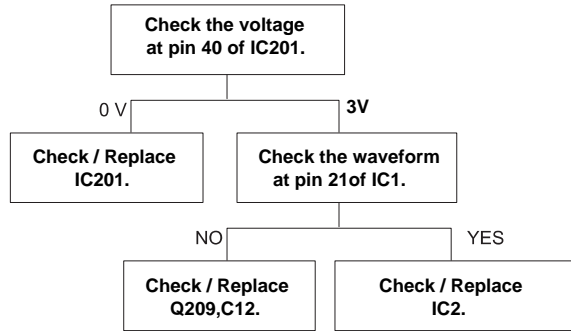 Check the voltage
at pin 40 of IC201.
0 V
3V
Check / Replace
IC201.
Check the waveform
at pin 21of IC1.
NO
YES
Check / Replace
Q209,C12.
Check / Replace
IC2.